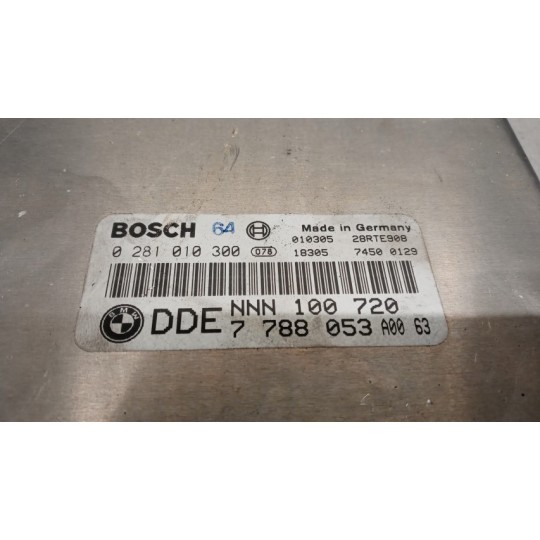 BOSCH 64 Made in Germany
010305 28RTE908
0 281 010 300 078 18305 7450 0129
BMW DDE NNN 100 720
7 788 053 A00 63